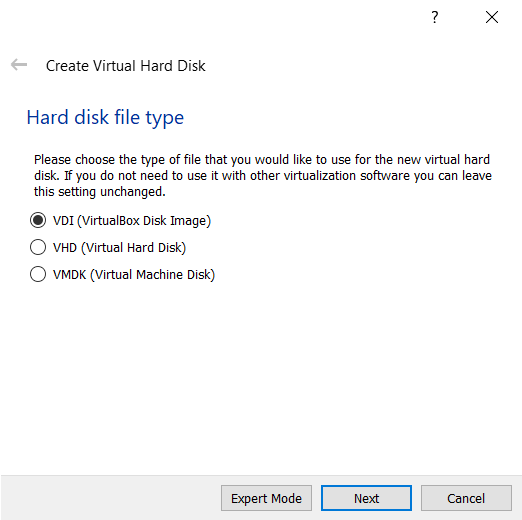 ?
Create Virtual Hard Disk
Hard disk file type
Please choose the type of file that you would like to use for the new virtual hard
disk. If you do not need to use it with other virtualization software you can leave
this setting unchanged.
VDI (VirtualBox Disk Image)
VHD (Virtual Hard Disk)
VMDK (Virtual Machine Disk)
Expert Mode
Next
Cancel